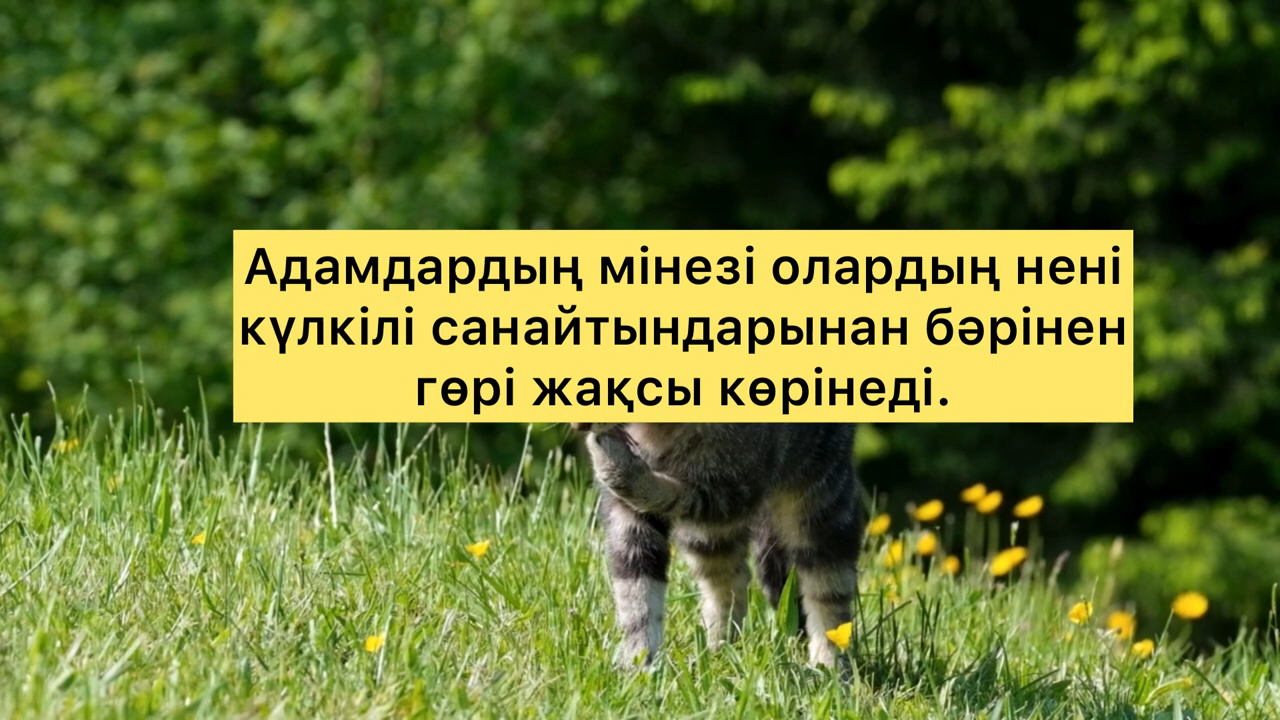 Адамдардың мінезі олардың нені
күлкілі санайтындарынан бәрінен
гөрі жақсы көрінеді.